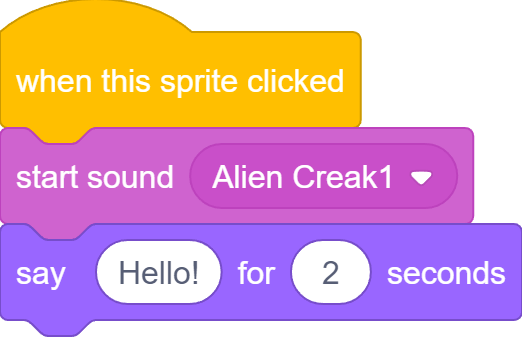 when this sprite clicked
start sound Alien Creak1
say Hello! for 2 seconds